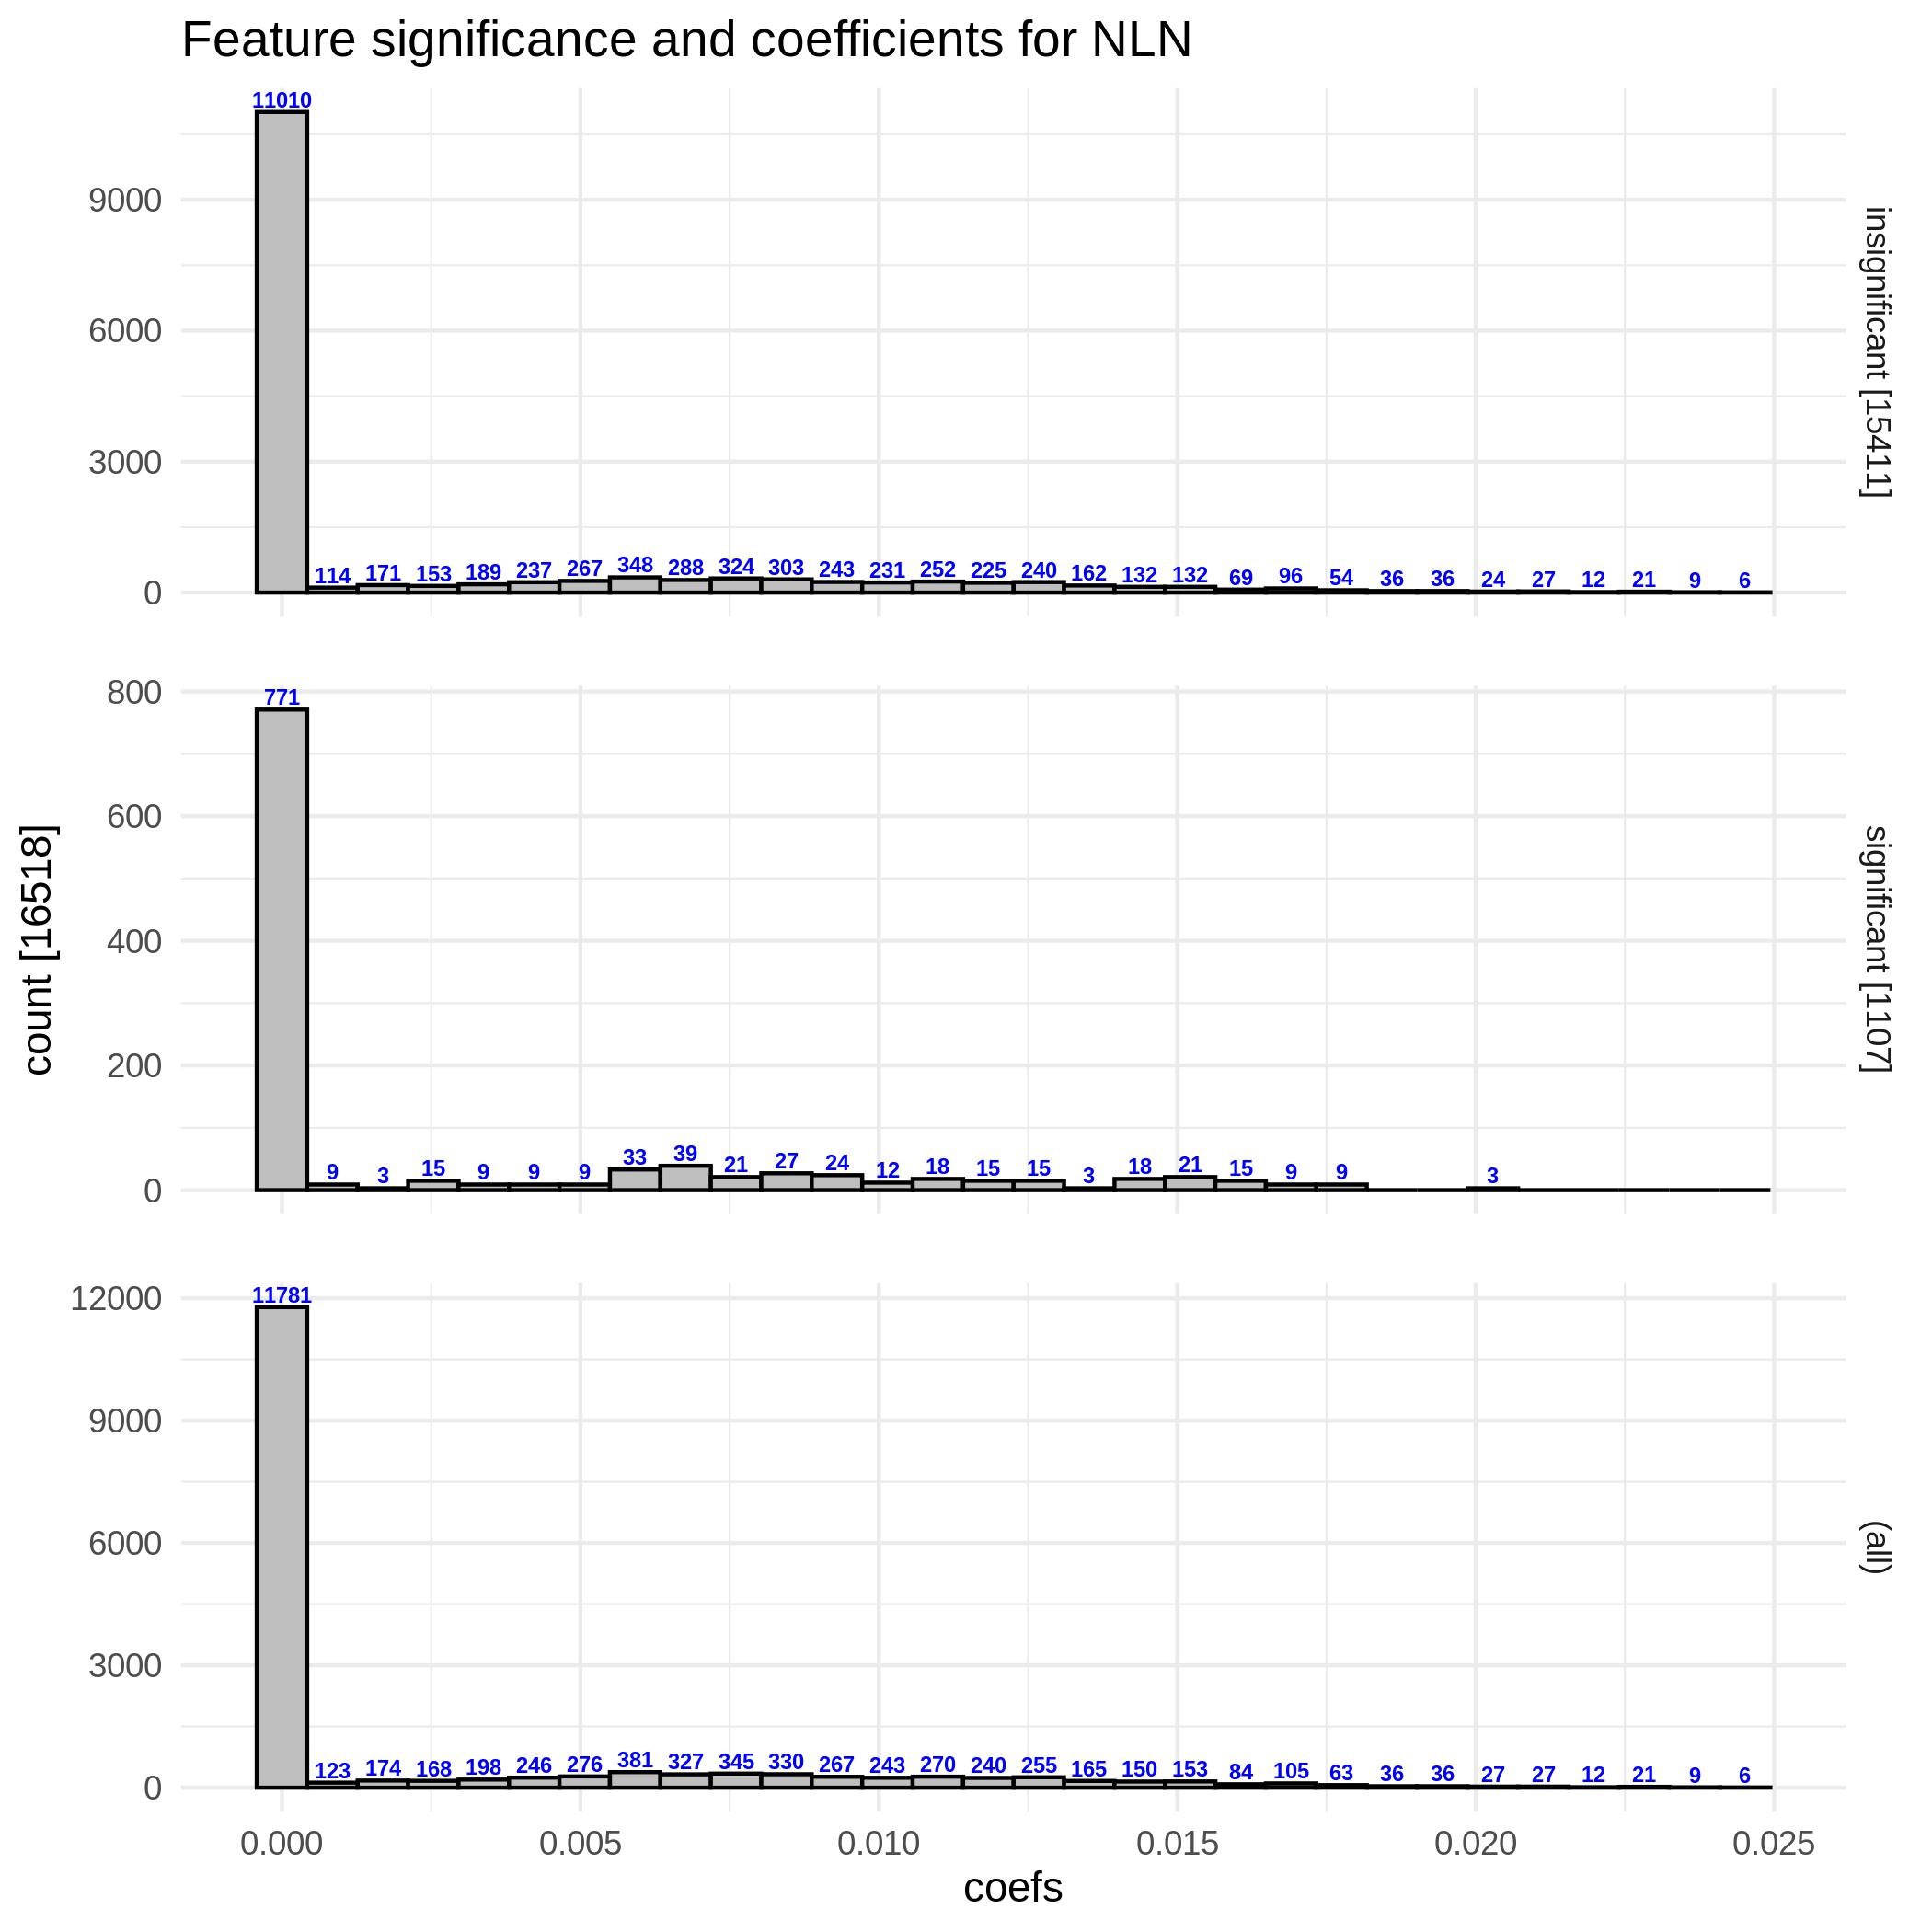 Feature significance and coefficients for NLN
count [16518]
11010
9000
6000
3000
0
114 171 153 189 237 267 348 288 324 303 243 231 252 225 240 162 132 132 69 96 54 36 36 24 27 12 21 9 6
insignificant [15411]
771
800
600
400
200
0
9 3 15 9 9 9 33 39 21 27 24 12 18 15 15 3 18 21 15 9 9 3
significant [1107]
11781
12000
9000
6000
3000
0
123 174 168 198 246 276 381 327 345 330 267 243 270 240 255 165 150 153 84 105 63 36 36 27 27 12 21 9 6
(all)
0.000 0.005 0.010 0.015 0.020 0.025
coefs